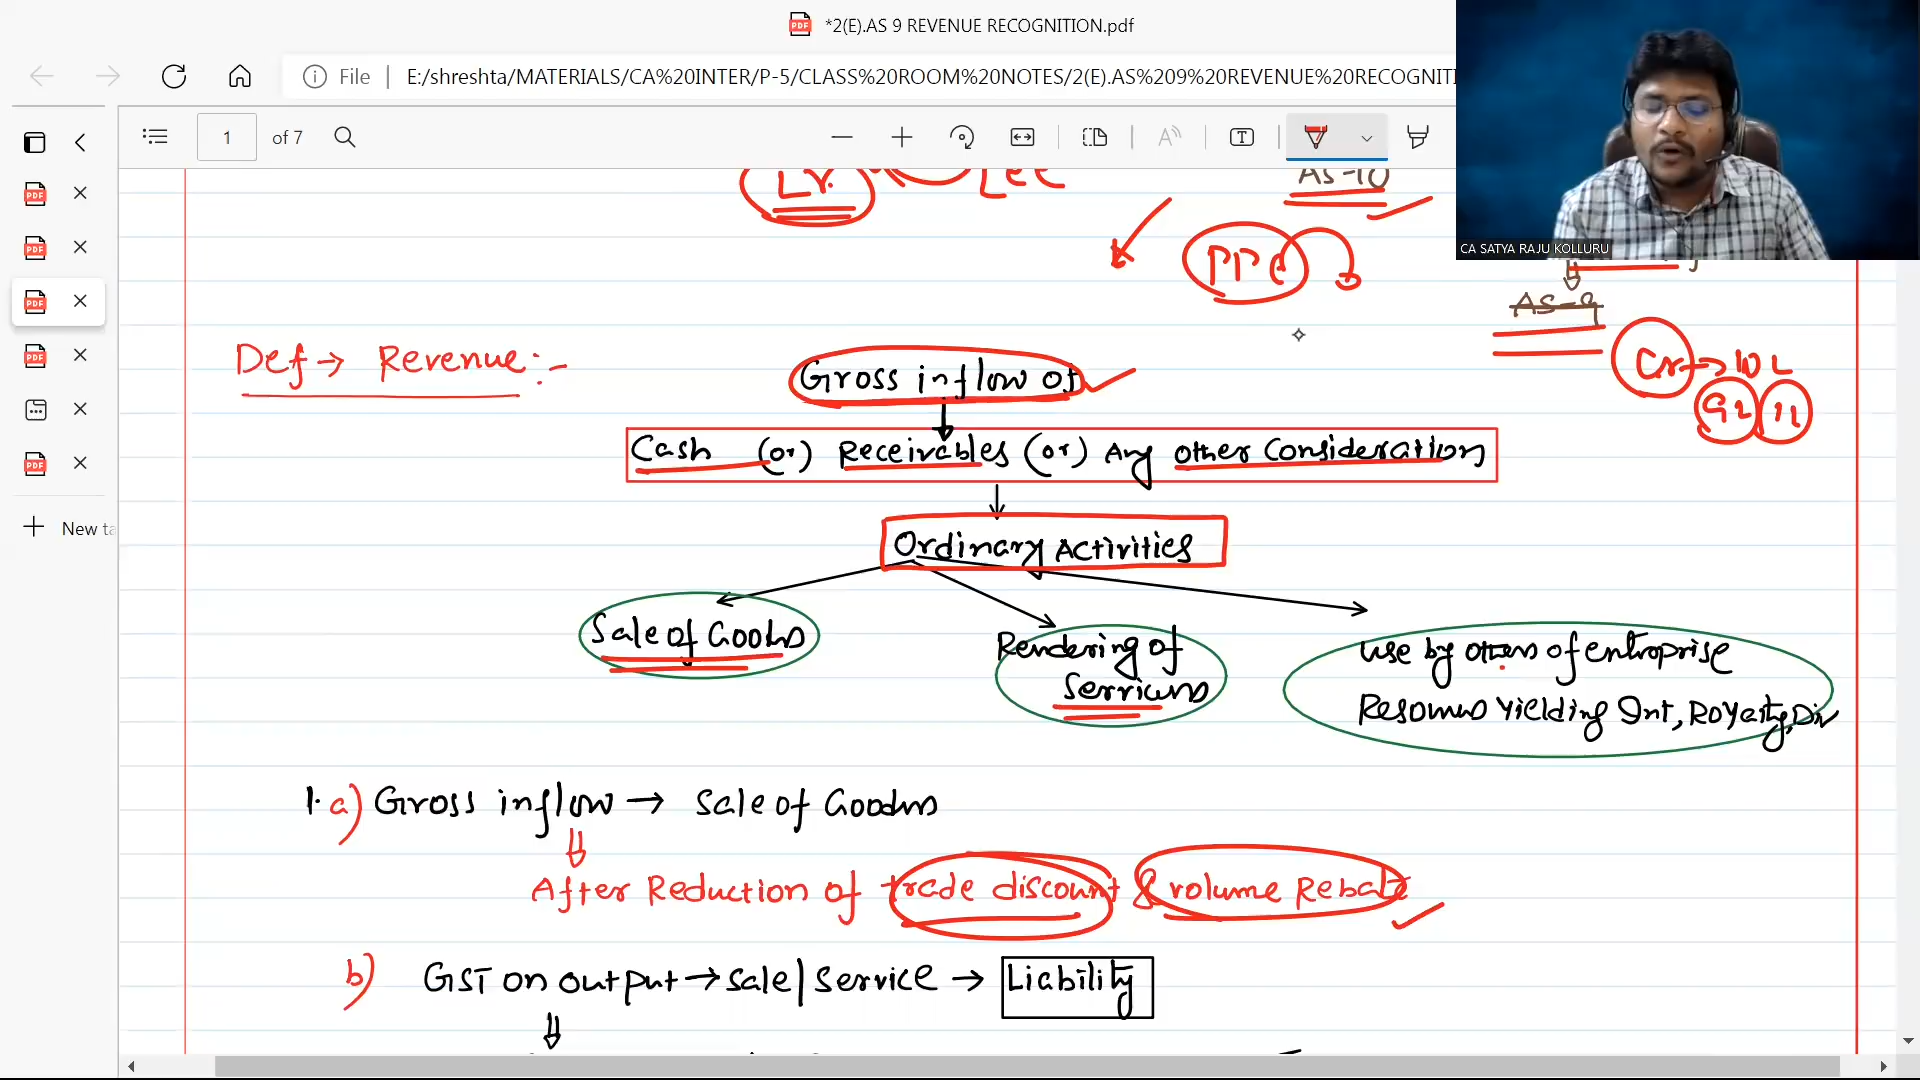 *2(E).AS 9 REVENUE RECOGNITION.pdf
File | E:/shreshta/MATERIALS/CA%20INTER/P-5/CLASS%20ROOM%20NOTES/2(E).AS%209%20REVENUE%20RECOGNITI
1 of 7
New ta
CA SATYA RAJU KOLLURU
AS-10
PPE
AS-9
Cr → 10 L
9L 1L
Def → Revenue:-
Gross inflow of
Cash (or) Receivables (or) Any other Consideration
Ordinary Activities
Sale of Goods
Rendering of Services
use by others of enterprise
Resources Yielding Int, Royalty, Div
1. a) Gross inflow → Sale of Goods
After Reduction of trade discount & volume Rebate
b) GST on output → Sale | Service → Liability